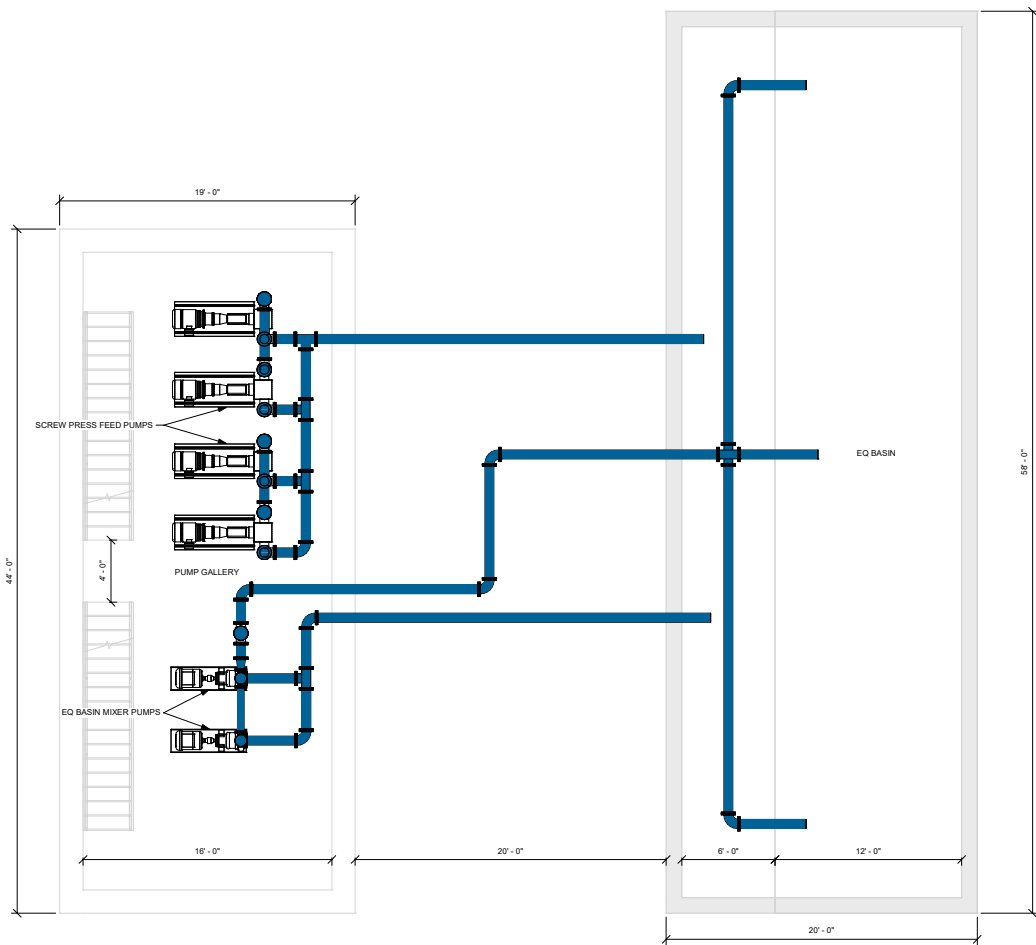 19' - 0"
SCREW PRESS FEED PUMPS
EQ BASIN
58' - 0"
44' - 0"
4' - 0"
PUMP GALLERY
EQ BASIN MIXER PUMPS
16' - 0"
20' - 0"
6' - 0"
12' - 0"
20' - 0"